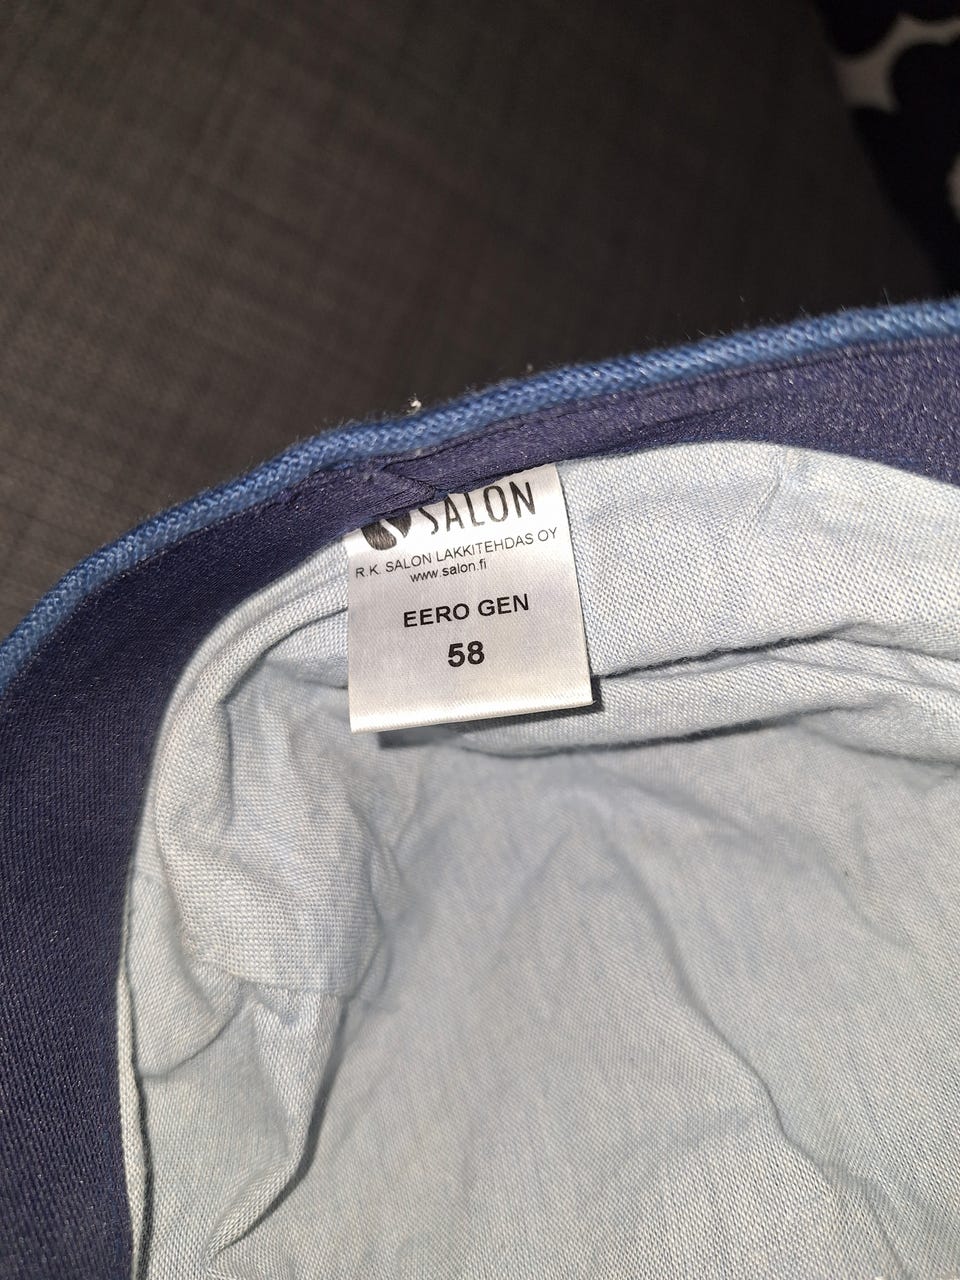 SALON
R.K. SALON LAKKITEHDAS OY
www.salon.fi
EERO GEN
58